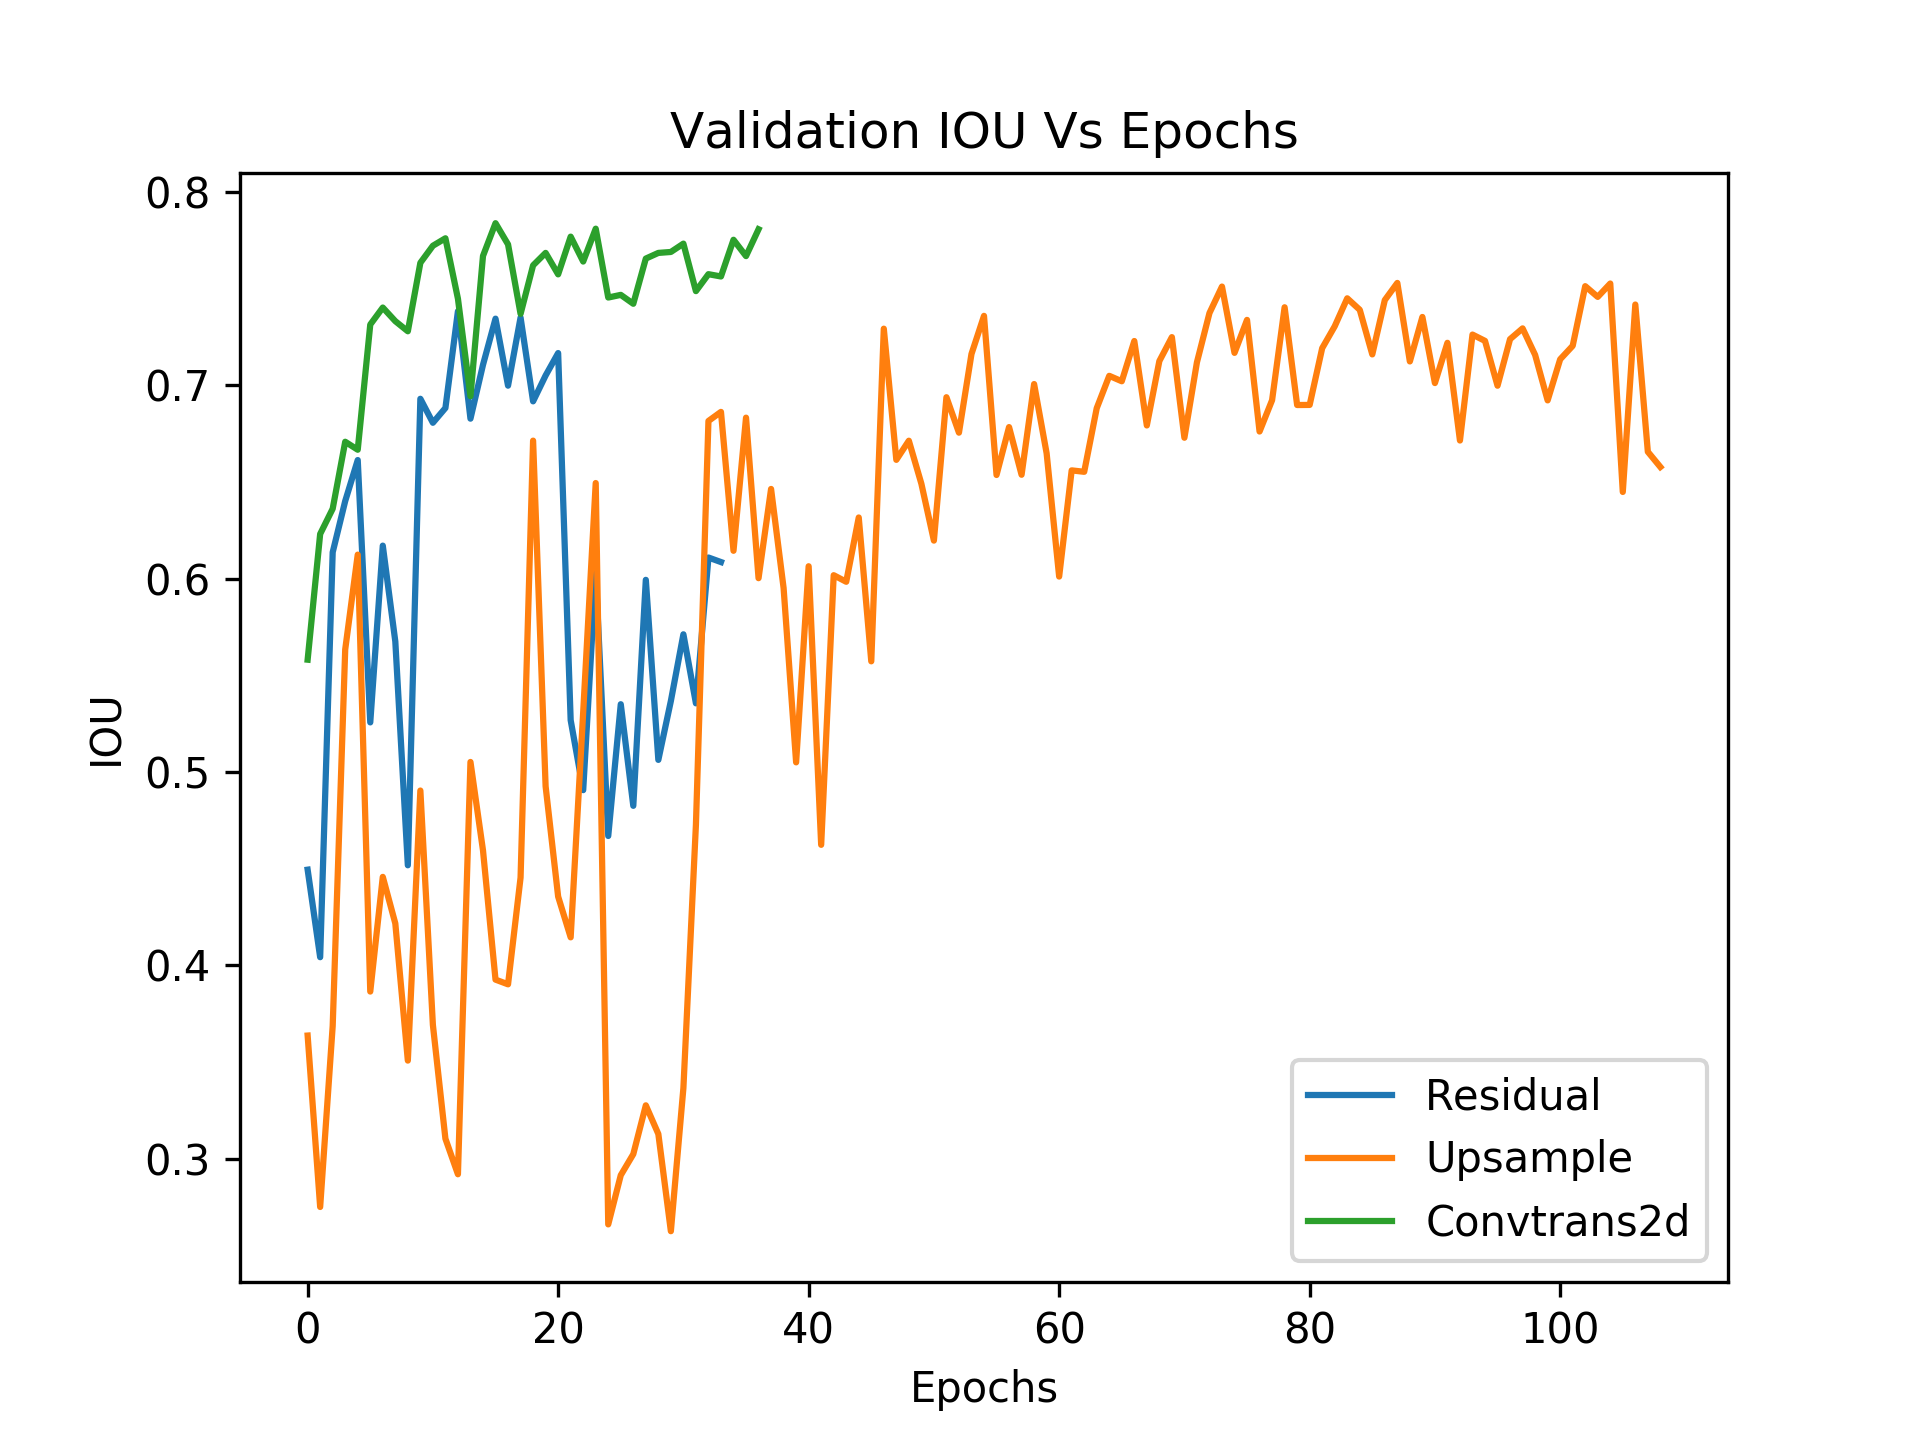 Validation IOU Vs Epochs
0.8
0.7
0.6
0.5
0.4
0.3
IOU
0 20 40 60 80 100
Epochs
Residual
Upsample
Convtrans2d